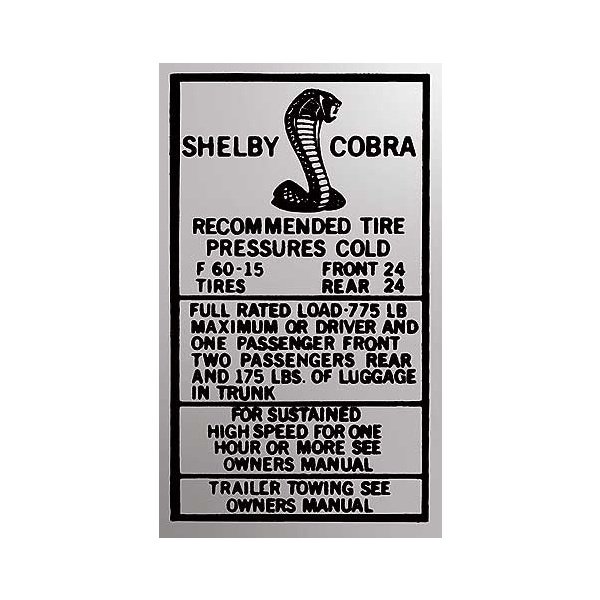 SHELBY COBRA
RECOMMENDED TIRE
PRESSURES COLD
F 60-15 FRONT 24
TIRES REAR 24
FULL RATED LOAD-775 LB
MAXIMUM OR DRIVER AND
ONE PASSENGER FRONT
TWO PASSENGERS REAR
AND 175 LBS. OF LUGGAGE
IN TRUNK
FOR SUSTAINED
HIGH SPEED FOR ONE
HOUR OR MORE SEE
OWNERS MANUAL
TRAILER TOWING SEE
OWNERS MANUAL